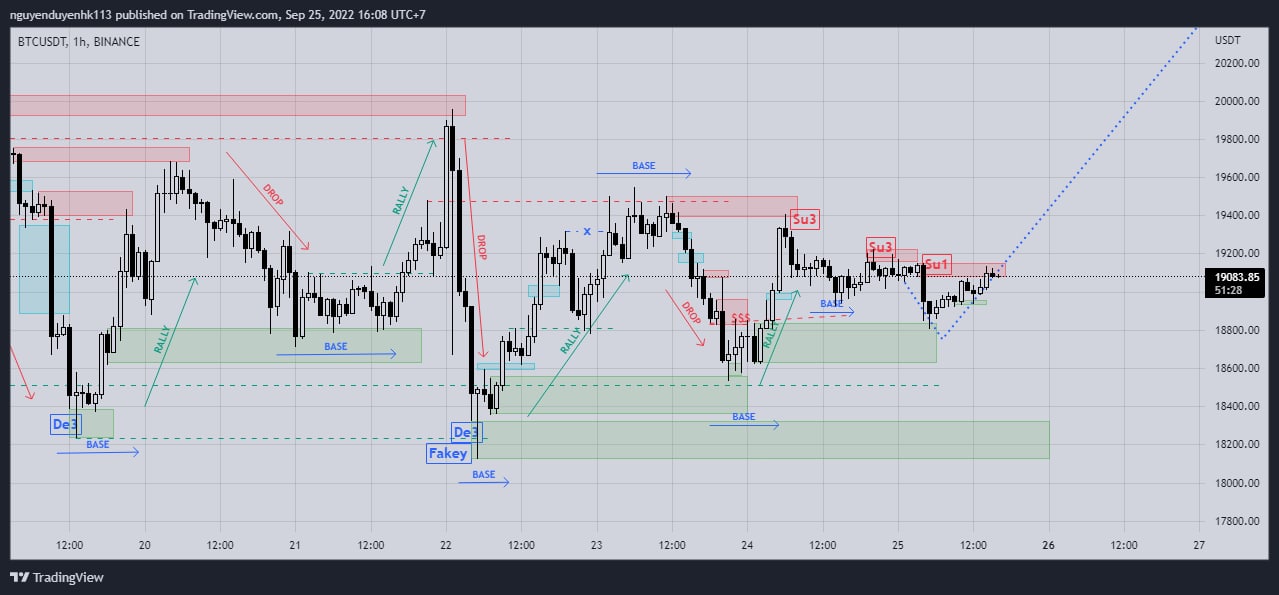 nguyenduyenhk113 published on TradingView.com, Sep 25, 2022 16:08 UTC+7
BTCUSDT, 1h, BINANCE
USDT
20200.00
20000.00
19800.00
19600.00
19400.00
19200.00
19083.85
51:28
18800.00
18600.00
18400.00
18200.00
18000.00
17800.00
DROP
RALLY
BASE
DROP
x
Su3
Su3
Su1
RALLY
BASE
RALLY
DROP
$$$
RALLY
BASE
De3
BASE
De3
Fakey
BASE
BASE
12:00 20 12:00 21 12:00 22 12:00 23 12:00 24 12:00 25 12:00 26 12:00 27
TradingView